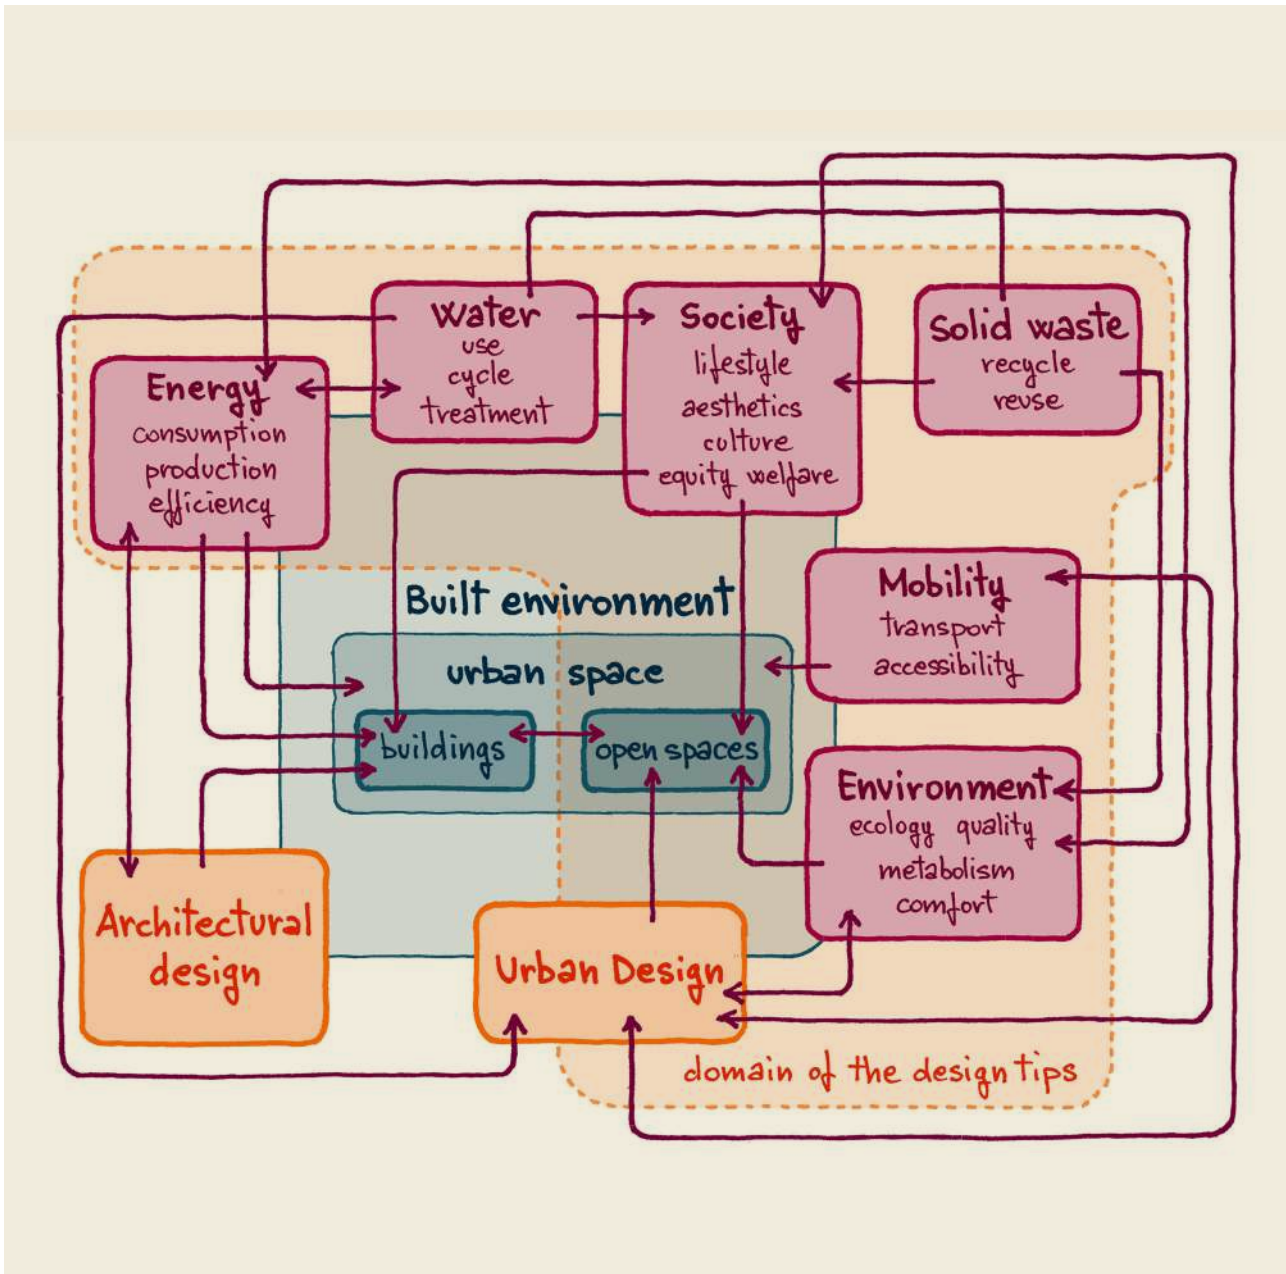 Water
use
cycle
treatment
Society
lifestyle
aesthetics
culture
equity welfare
Solid waste
recycle
reuse
Energy
consumption
production
efficiency
Mobility
transport
accessibility
Built environment
urban space
buildings
open spaces
Environment
ecology quality
metabolism
comfort
Architectural
design
Urban Design
domain of the design tips